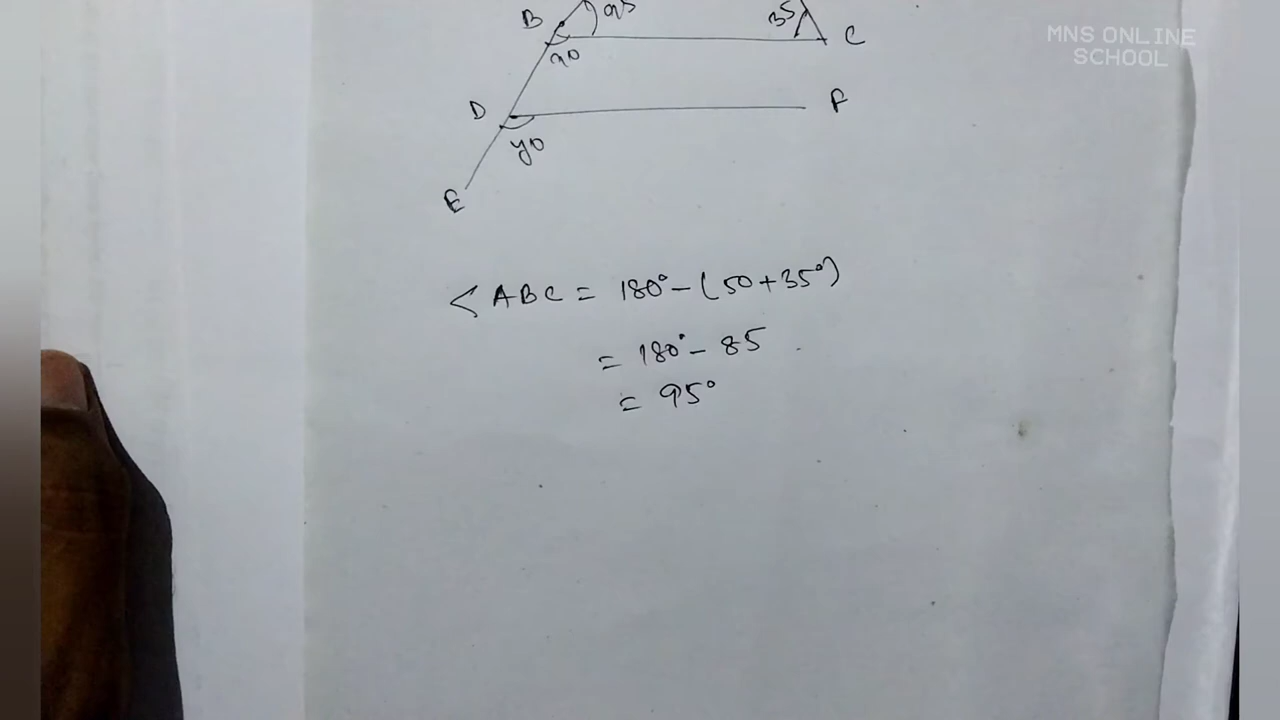 B 95 35 C
MNS ONLINE
SCHOOL
x°
D F
y°
E
<ABC = 180° - (50+35°)
= 180° - 85
= 95°